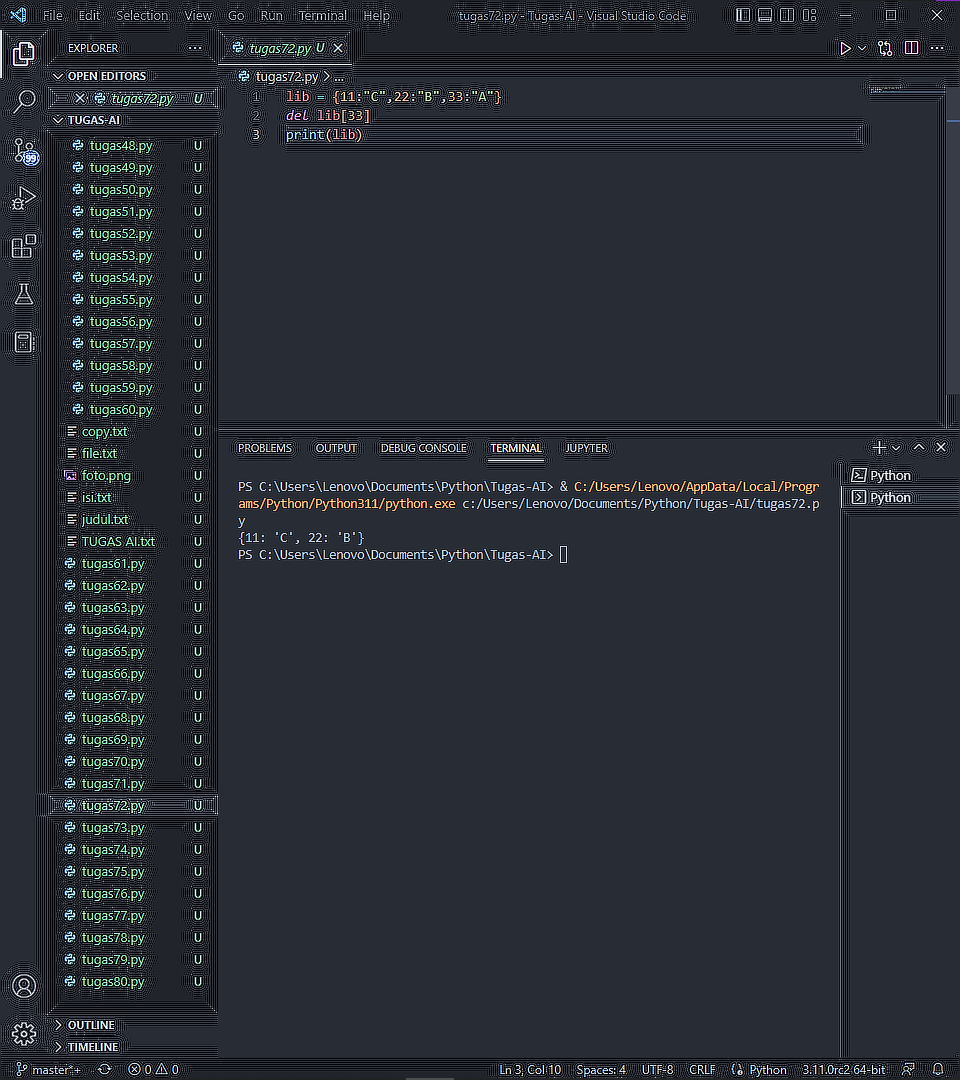 File Edit Selection View Go Run Terminal Help
tugas72.py - Tugas-AI - Visual Studio Code
EXPLORER
OPEN EDITORS
tugas72.py U
TUGAS-AI
tugas48.py U
tugas49.py U
tugas50.py U
tugas51.py U
tugas52.py U
tugas53.py U
tugas54.py U
tugas55.py U
tugas56.py U
tugas57.py U
tugas58.py U
tugas59.py U
tugas60.py U
copy.txt U
file.txt U
foto.png U
isi.txt U
judul.txt U
TUGAS AI.txt U
tugas61.py U
tugas62.py U
tugas63.py U
tugas64.py U
tugas65.py U
tugas66.py U
tugas67.py U
tugas68.py U
tugas69.py U
tugas70.py U
tugas71.py U
tugas72.py U
tugas73.py U
tugas74.py U
tugas75.py U
tugas76.py U
tugas77.py U
tugas78.py U
tugas79.py U
tugas80.py U
OUTLINE
TIMELINE
99
tugas72.py U
tugas72.py > ...
1 lib = {11:"C",22:"B",33:"A"}
2 del lib[33]
3 print(lib)
PROBLEMS OUTPUT DEBUG CONSOLE TERMINAL JUPYTER
PS C:\Users\Lenovo\Documents\Python\Tugas-AI> & C:/Users/Lenovo/AppData/Local/Progr
ams/Python/Python311/python.exe c:/Users/Lenovo/Documents/Python/Tugas-AI/tugas72.p
y
{11: 'C', 22: 'B'}
PS C:\Users\Lenovo\Documents\Python\Tugas-AI>
Python
Python
master*+ 0 0 Ln 3, Col 10 Spaces: 4 UTF-8 CRLF Python 3.11.0rc2 64-bit